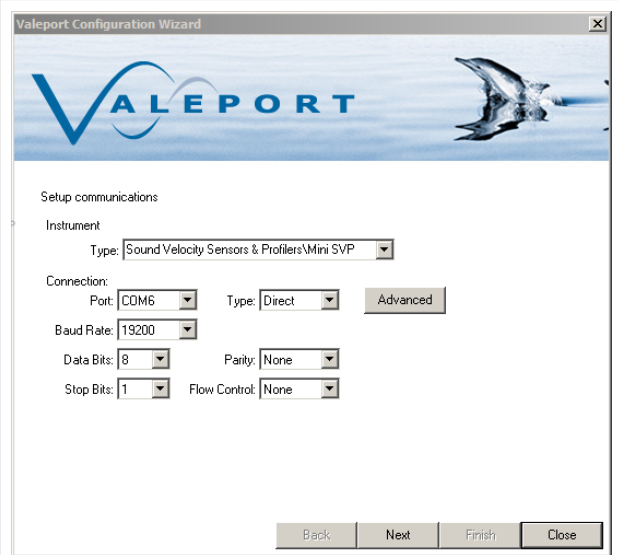 Valeport Configuration Wizard
VALEPORT
Setup communications
Instrument
Type: Sound Velocity Sensors & Profilers\Mini SVP
Connection:
Port: COM6 Type: Direct Advanced
Baud Rate: 19200
Data Bits: 8 Parity: None
Stop Bits: 1 Flow Control: None
Back Next Finish Close